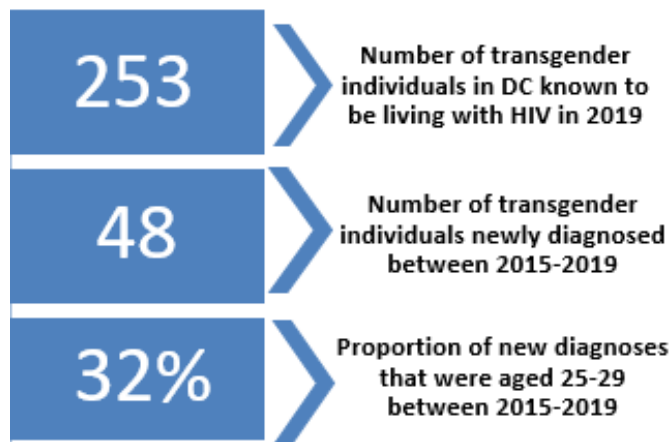 253
Number of transgender
individuals in DC known to
be living with HIV in 2019
48
Number of transgender
individuals newly diagnosed
between 2015-2019
32%
Proportion of new diagnoses
that were aged 25-29
between 2015-2019